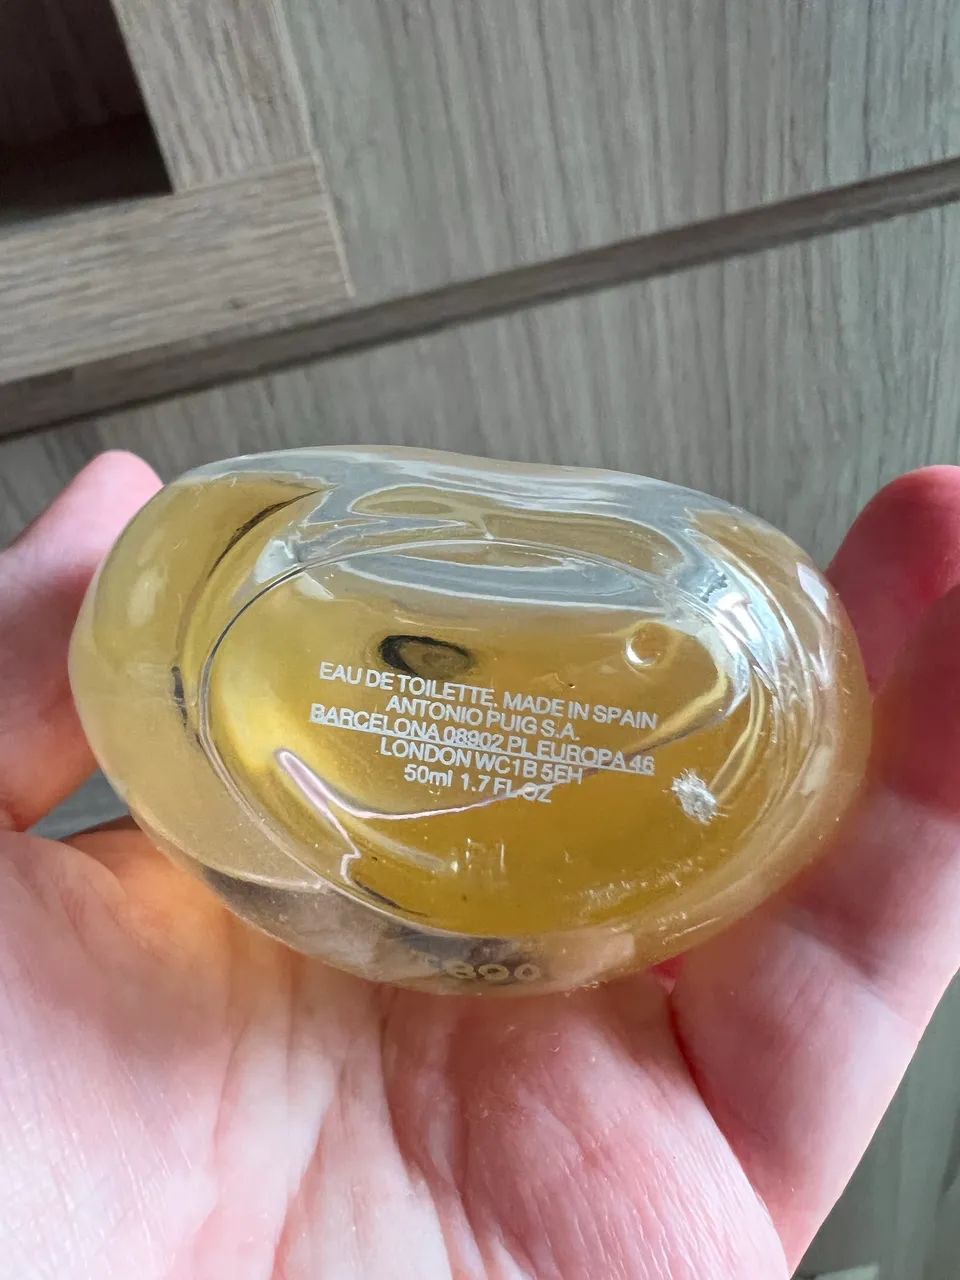 EAU DE TOILETTE. MADE IN SPAIN
ANTONIO PUIG S.A.
BARCELONA 08902 PL EUROPA 46
LONDON WC1B 5EH
50ml 1.7 FL.OZ